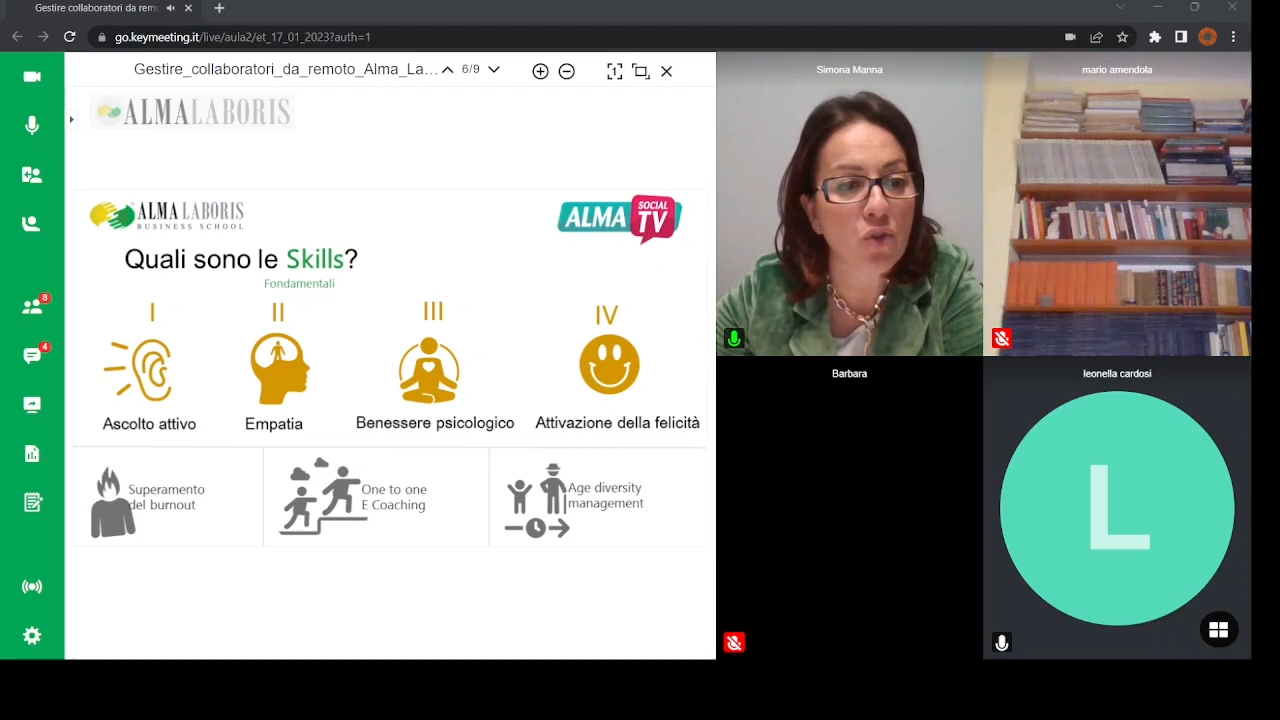 Gestire collaboratori da rem
go.keymeeting.it/live/aula2/et_17_01_2023?auth=1
Gestire_collaboratori_da_remoto_Alma_La...
6/9
1
ALMALABORIS
ALMA LABORIS
BUSINESS SCHOOL
ALMA SOCIAL TV
Quali sono le Skills?
Fondamentali
I II III IV
Ascolto attivo Empatia Benessere psicologico Attivazione della felicità
Superamento
del burnout
One to one
E Coaching
Age diversity
management
8
4
Simona Manna
mario amendola
Barbara
leonella cardosi
L